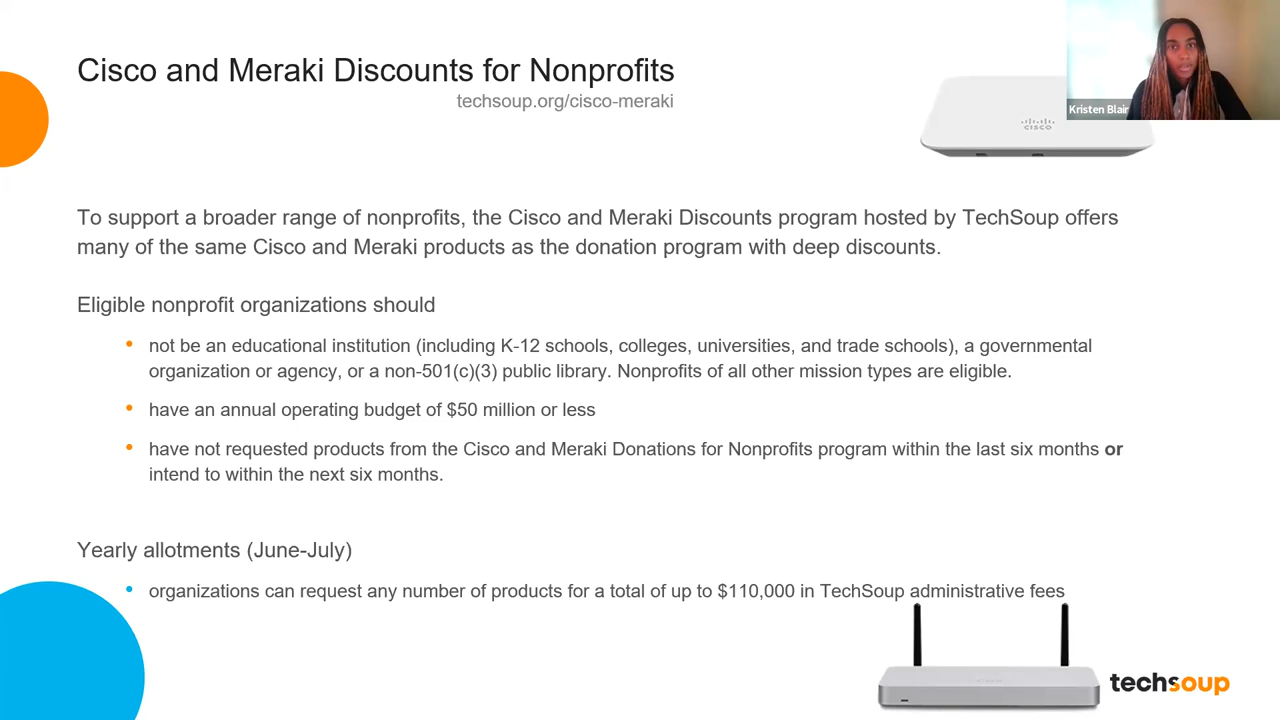 Cisco and Meraki Discounts for Nonprofits
techsoup.org/cisco-meraki
Kristen Blair
cisco
To support a broader range of nonprofits, the Cisco and Meraki Discounts program hosted by TechSoup offers
many of the same Cisco and Meraki products as the donation program with deep discounts.
Eligible nonprofit organizations should
• not be an educational institution (including K-12 schools, colleges, universities, and trade schools), a governmental
organization or agency, or a non-501(c)(3) public library. Nonprofits of all other mission types are eligible.
• have an annual operating budget of $50 million or less
• have not requested products from the Cisco and Meraki Donations for Nonprofits program within the last six months or
intend to within the next six months.
Yearly allotments (June-July)
• organizations can request any number of products for a total of up to $110,000 in TechSoup administrative fees
techsoup